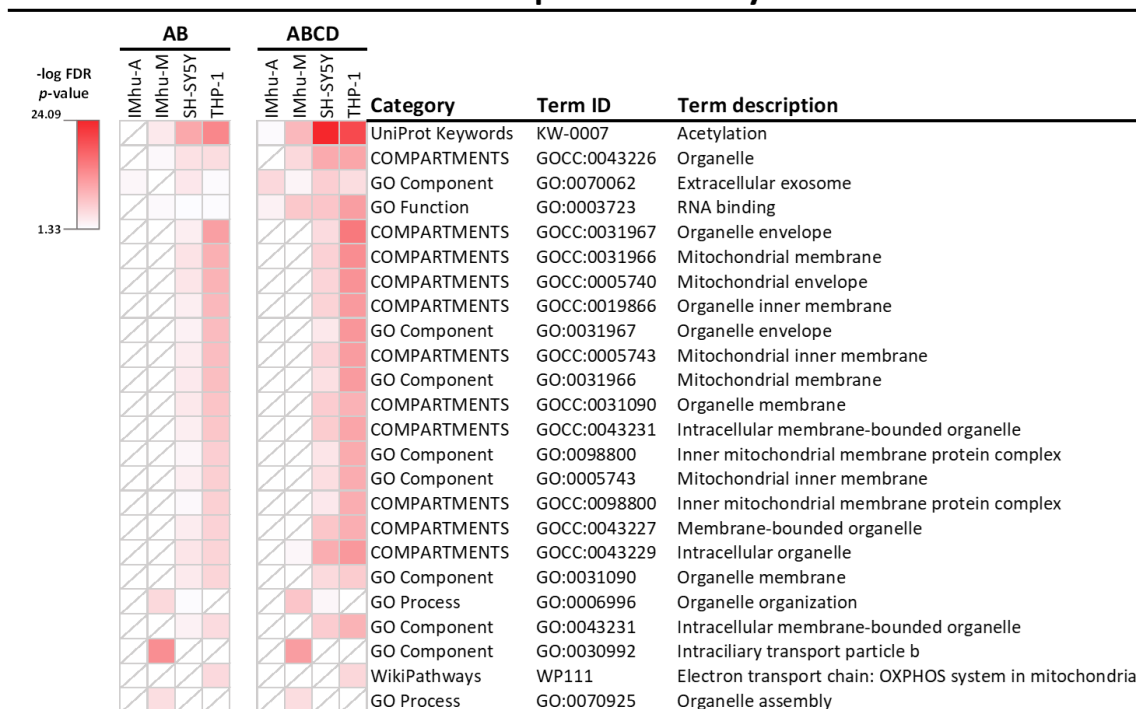 AB ABCD
IMhu-A IMhu-M SH-SY5Y THP-1 IMhu-A IMhu-M SH-SY5Y THP-1
-log FDR
p-value
24.09
1.33
Category Term ID Term description
UniProt Keywords KW-0007 Acetylation
COMPARTMENTS GOCC:0043226 Organelle
GO Component GO:0070062 Extracellular exosome
GO Function GO:0003723 RNA binding
COMPARTMENTS GOCC:0031967 Organelle envelope
COMPARTMENTS GOCC:0031966 Mitochondrial membrane
COMPARTMENTS GOCC:0005740 Mitochondrial envelope
COMPARTMENTS GOCC:0019866 Organelle inner membrane
GO Component GO:0031967 Organelle envelope
COMPARTMENTS GOCC:0005743 Mitochondrial inner membrane
GO Component GO:0031966 Mitochondrial membrane
COMPARTMENTS GOCC:0031090 Organelle membrane
COMPARTMENTS GOCC:0043231 Intracellular membrane-bounded organelle
GO Component GO:0098800 Inner mitochondrial membrane protein complex
GO Component GO:0005743 Mitochondrial inner membrane
COMPARTMENTS GOCC:0098800 Inner mitochondrial membrane protein complex
COMPARTMENTS GOCC:0043227 Membrane-bounded organelle
COMPARTMENTS GOCC:0043229 Intracellular organelle
GO Component GO:0031090 Organelle membrane
GO Process GO:0006996 Organelle organization
GO Component GO:0043231 Intracellular membrane-bounded organelle
GO Component GO:0030992 Intraciliary transport particle b
WikiPathways WP111 Electron transport chain: OXPHOS system in mitochondria
GO Process GO:0070925 Organelle assembly